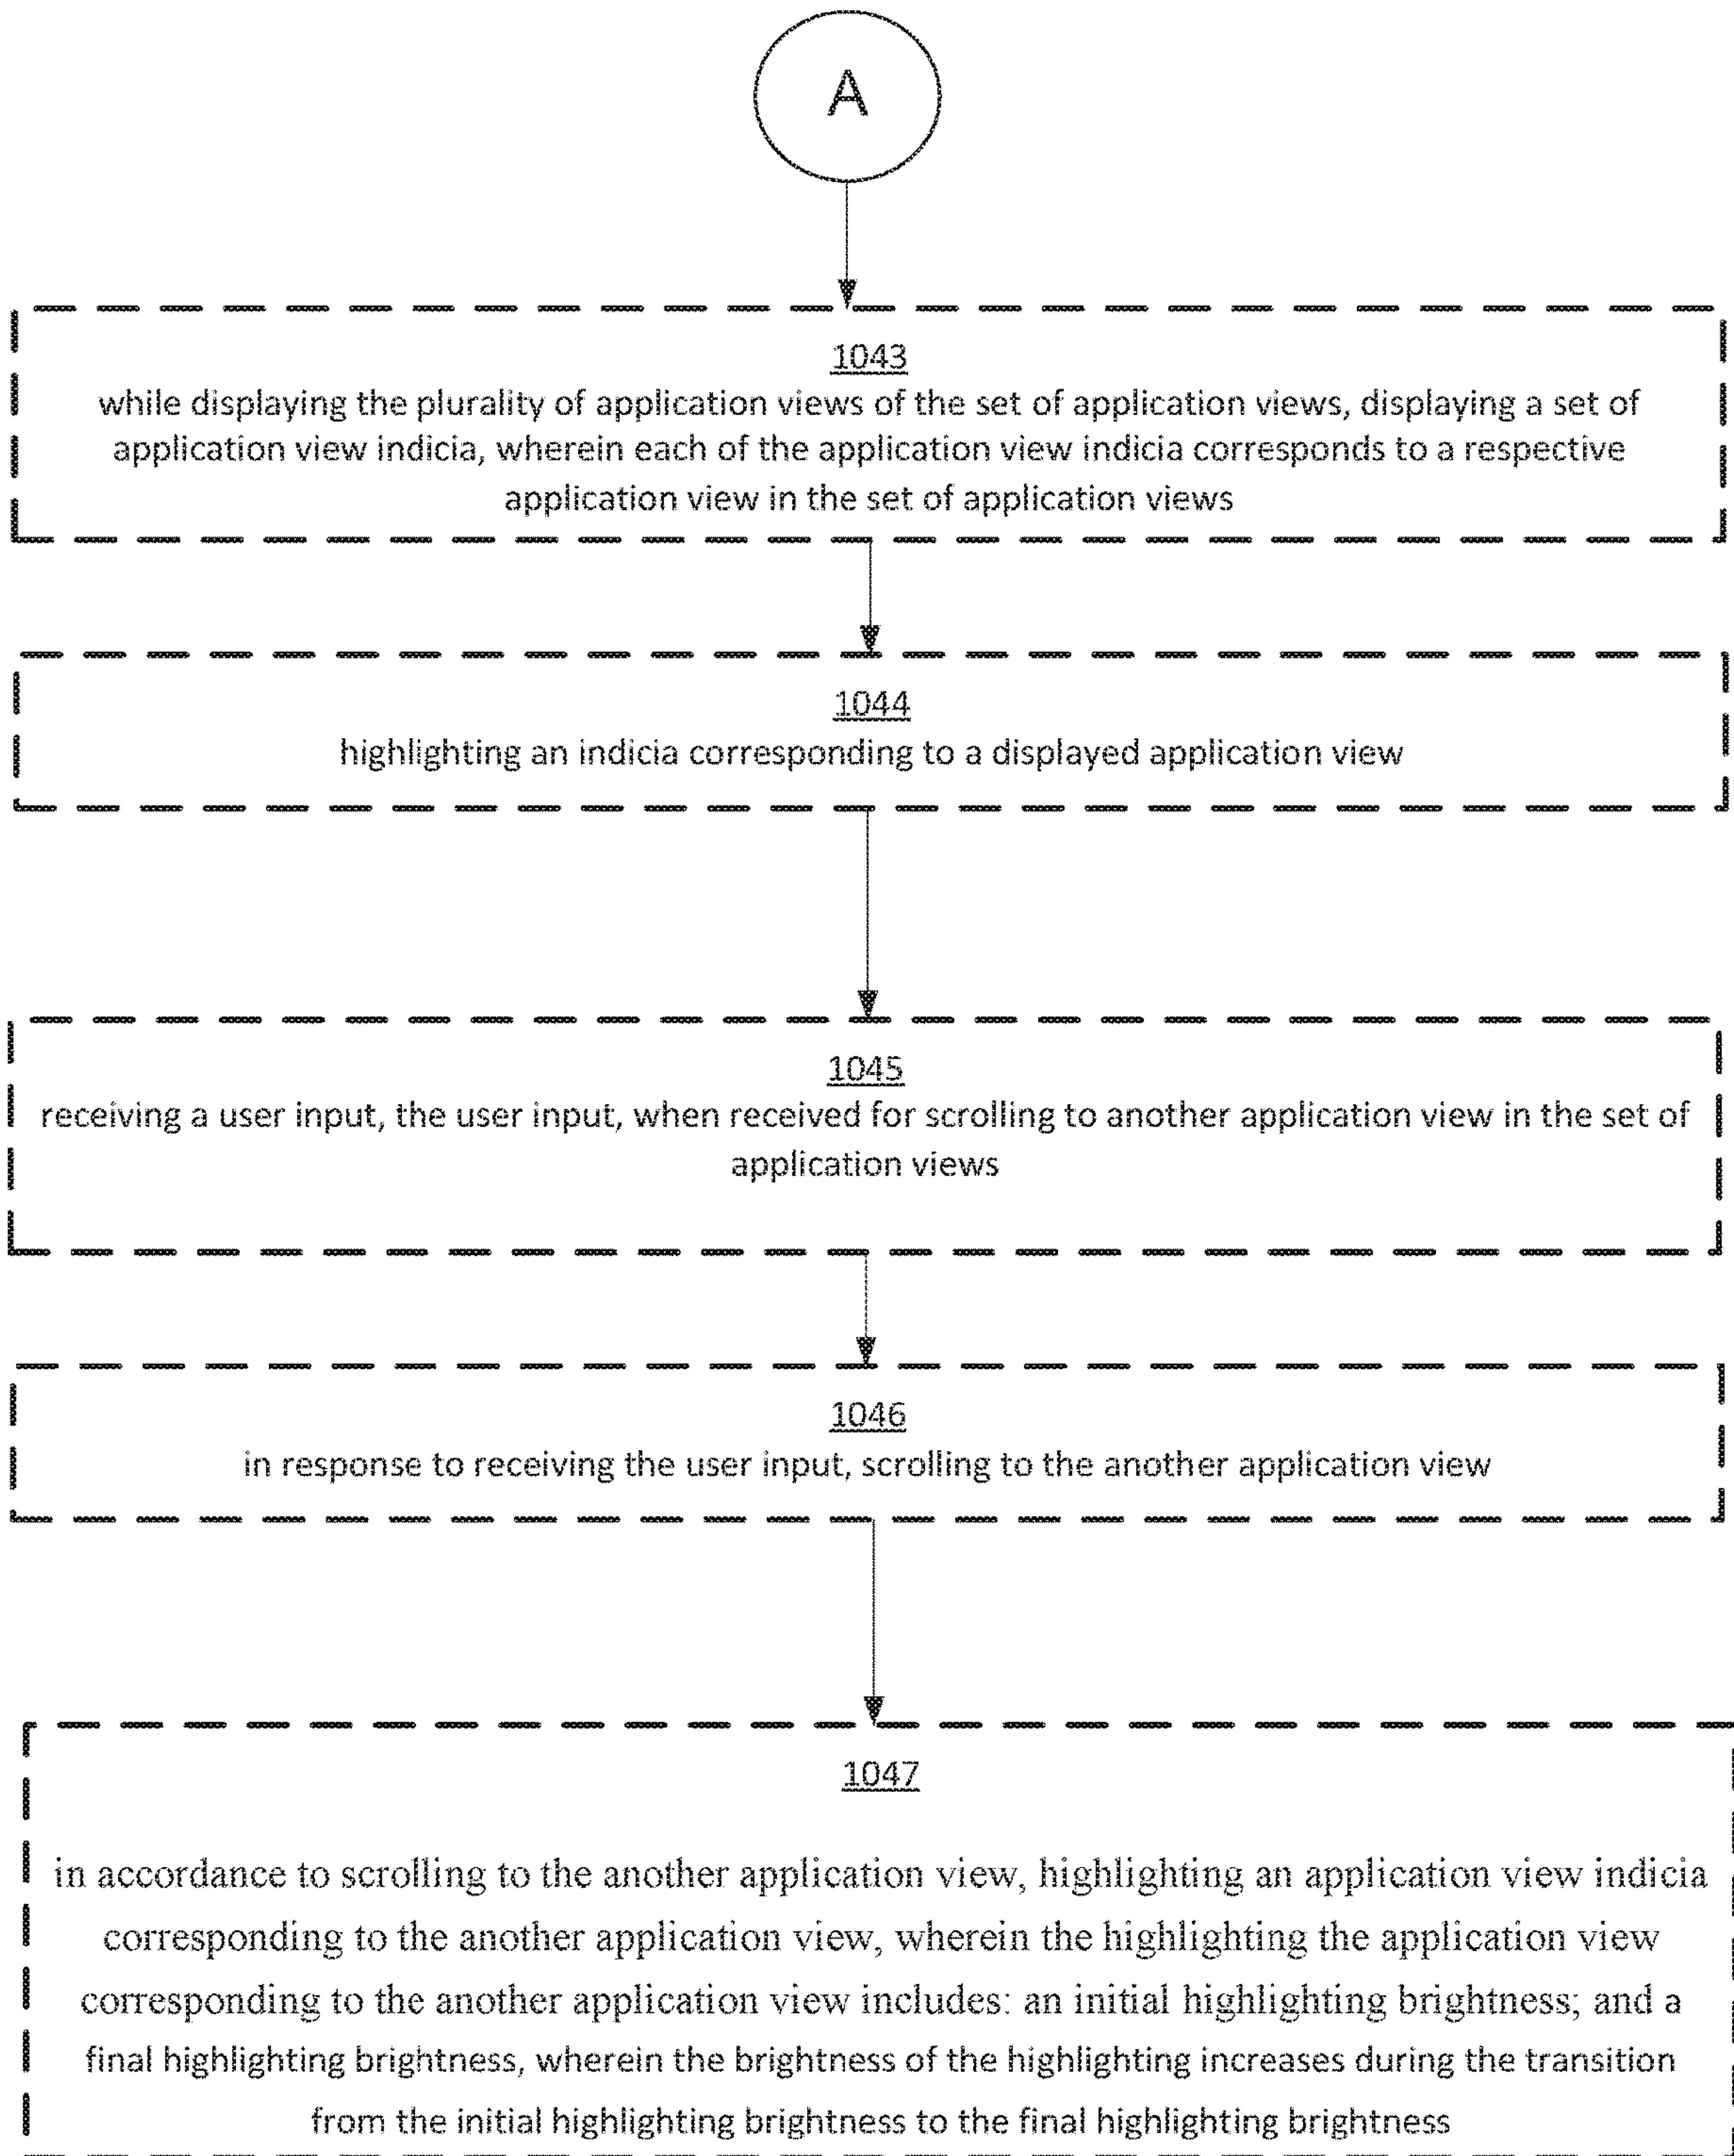 A
1043
while displaying the plurality of application views of the set of application views, displaying a set of
application view indicia, wherein each of the application view indicia corresponds to a respective
application view in the set of application views
1044
highlighting an indicia corresponding to a displayed application view
1045
receiving a user input, the user input, when received for scrolling to another application view in the set of
application views
1046
in response to receiving the user input, scrolling to the another application view
1047
in accordance to scrolling to the another application view, highlighting an application view indicia
corresponding to the another application view, wherein the highlighting the application view
corresponding to the another application view includes: an initial highlighting brightness; and a
final highlighting brightness, wherein the brightness of the highlighting increases during the transition
from the initial highlighting brightness to the final highlighting brightness